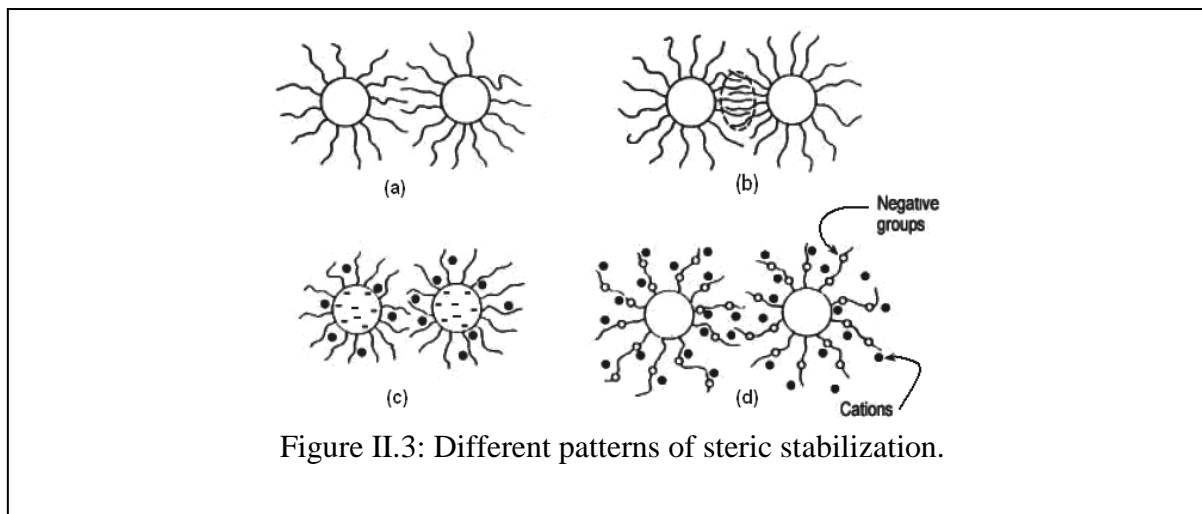 (a)
(b)
Negative
groups
(c)
(d)
Cations
Figure II.3: Different patterns of steric stabilization.